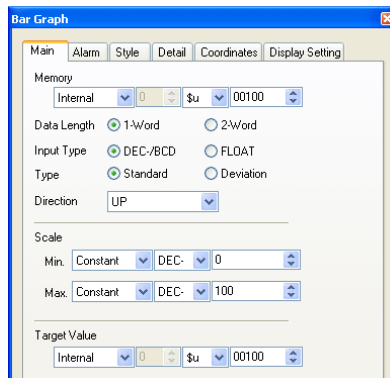 Bar Graph
Main Alarm Style Detail Coordinates Display Setting
Memory
Internal 0 $u 00100
Data Length 1-Word 2-Word
Input Type DEC-/BCD FLOAT
Type Standard Deviation
Direction UP
Scale
Min. Constant DEC- 0
Max. Constant DEC- 100
Target Value
Internal 0 $u 00100